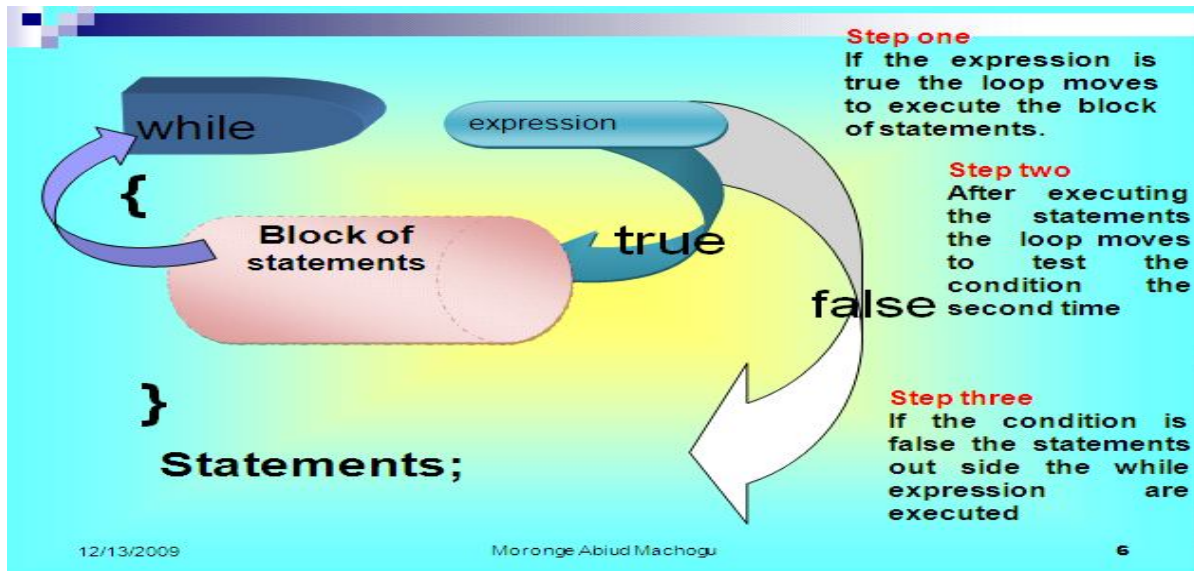 while
expression
{
Block of
statements
true
false
}
Statements;
Step one
If the expression is
true the loop moves
to execute the block
of statements.
Step two
After executing
the statements
the loop moves
to test the
condition the
second time
Step three
If the condition is
false the statements
out side the while
expression are
executed
12/13/2009
Moronge Abiud Machogu
6